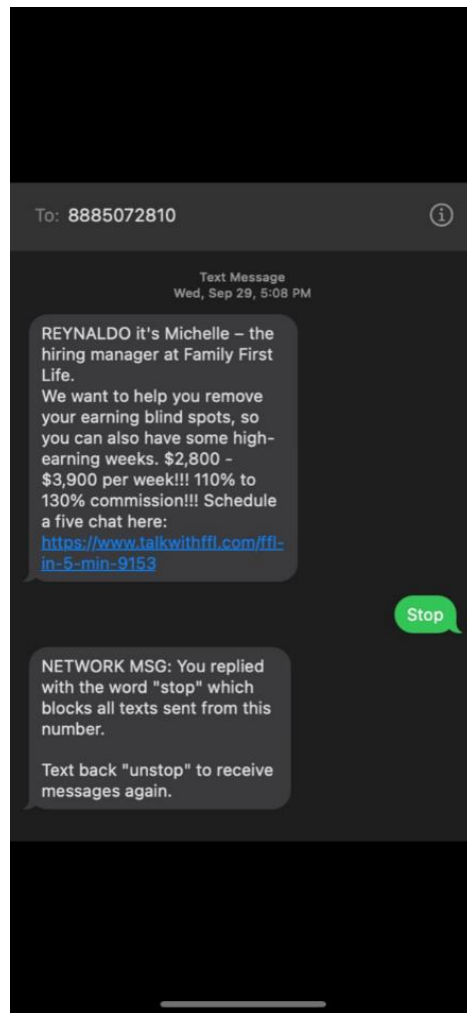 To: 8885072810
Text Message
Wed, Sep 29, 5:08 PM
REYNALDO it's Michelle – the
hiring manager at Family First
Life.
We want to help you remove
your earning blind spots, so
you can also have some high-
earning weeks. $2,800 -
$3,900 per week!!! 110% to
130% commission!!! Schedule
a five chat here:
https://www.talkwithffl.com/ffl-
in-5-min-9153
Stop
NETWORK MSG: You replied
with the word "stop" which
blocks all texts sent from this
number.
Text back "unstop" to receive
messages again.